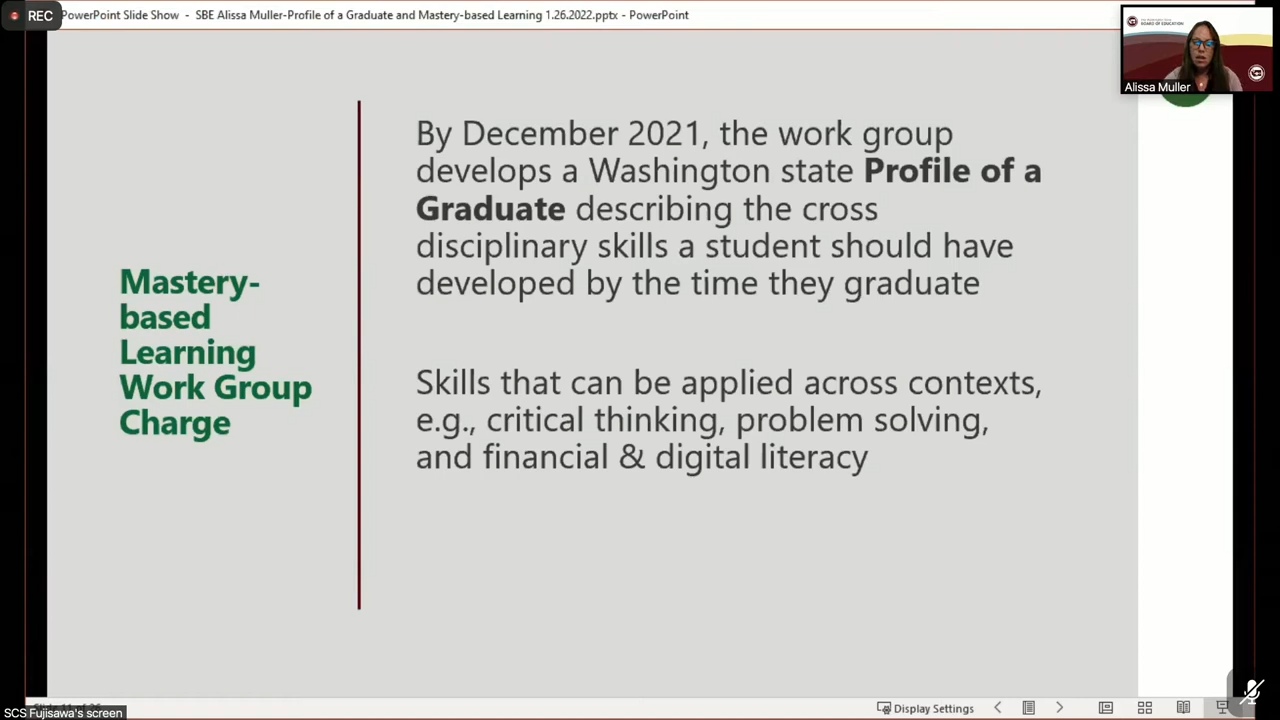 REC
PowerPoint Slide Show - SBE Alissa Muller-Profile of a Graduate and Mastery-based Learning 1.26.2022.pptx - PowerPoint
BOARD OF EDUCATION
Alissa Muller
By December 2021, the work group
develops a Washington state Profile of a
Graduate describing the cross
disciplinary skills a student should have
developed by the time they graduate
Mastery-
based
Learning
Work Group
Charge
Skills that can be applied across contexts,
e.g., critical thinking, problem solving,
and financial & digital literacy
SCS Fujisawa's screen
Display Settings